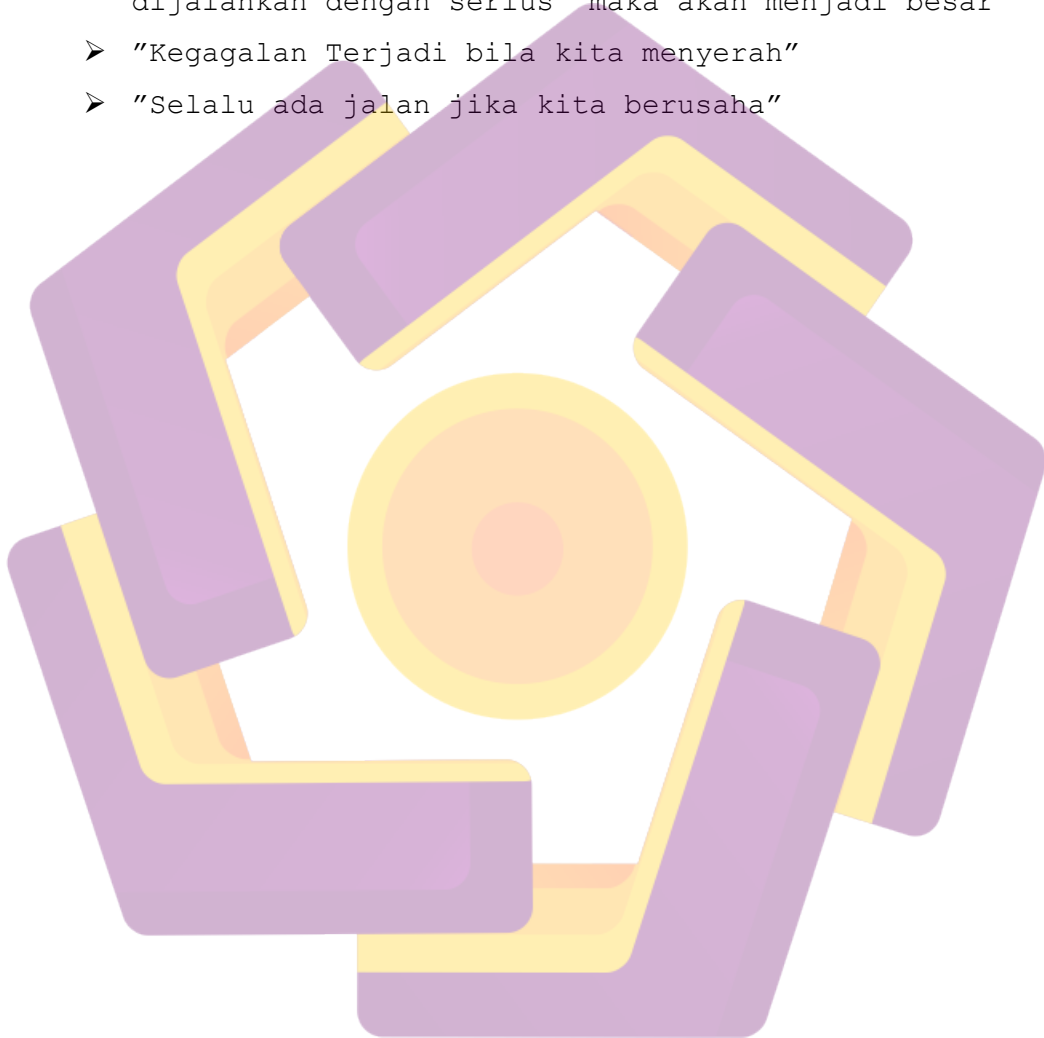 dijalankan dengan serius maka akan menjadi besar
➢ ”Kegagalan Terjadi bila kita menyerah”
➢ ”Selalu ada jalan jika kita berusaha”